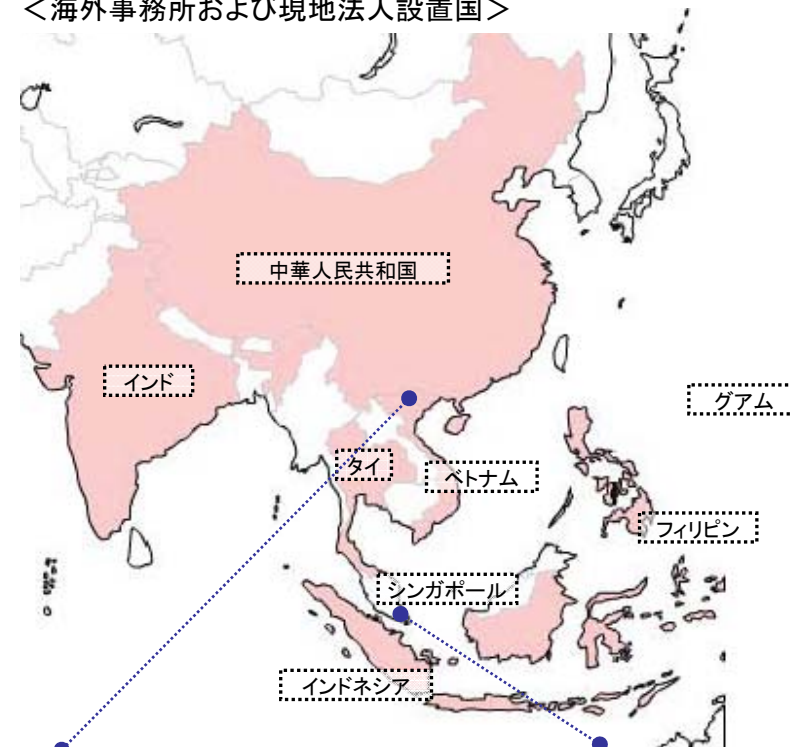 ＜海外事務所および現地法人設置国＞
中華人民共和国
インド
グアム
タイ
ベトナム
フィリピン
シンガポール
インドネシア